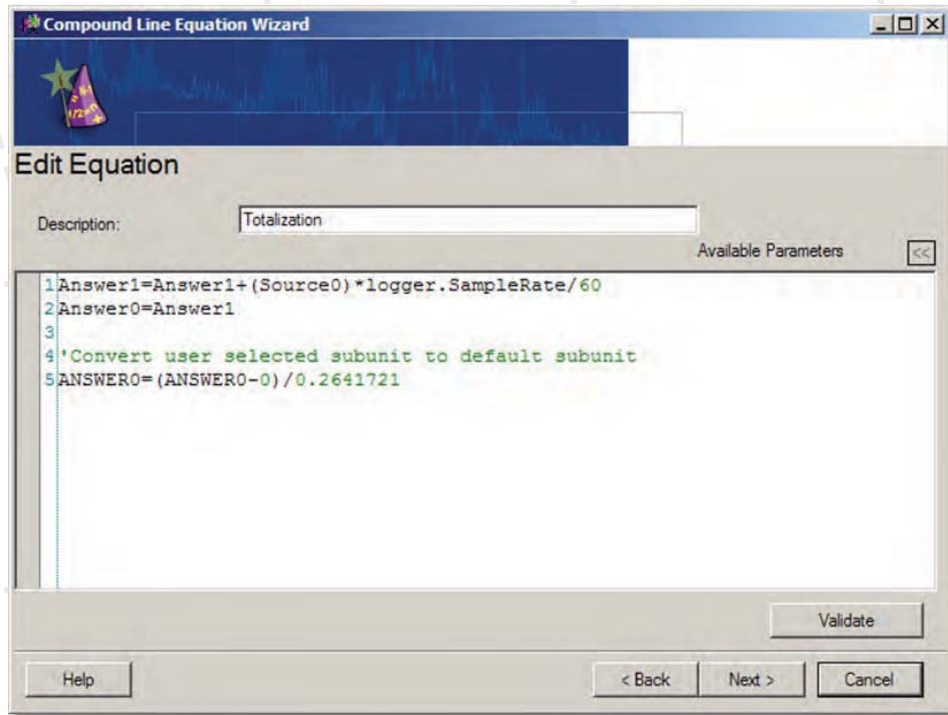 Compound Line Equation Wizard
Edit Equation
Description: Totalization
Available Parameters <<
1 Answer1=Answer1+(Source0)*logger.SampleRate/60
2 Answer0=Answer1
3
4 'Convert user selected subunit to default subunit
5 ANSWER0=(ANSWER0-0)/0.2641721
Validate
Help < Back Next > Cancel